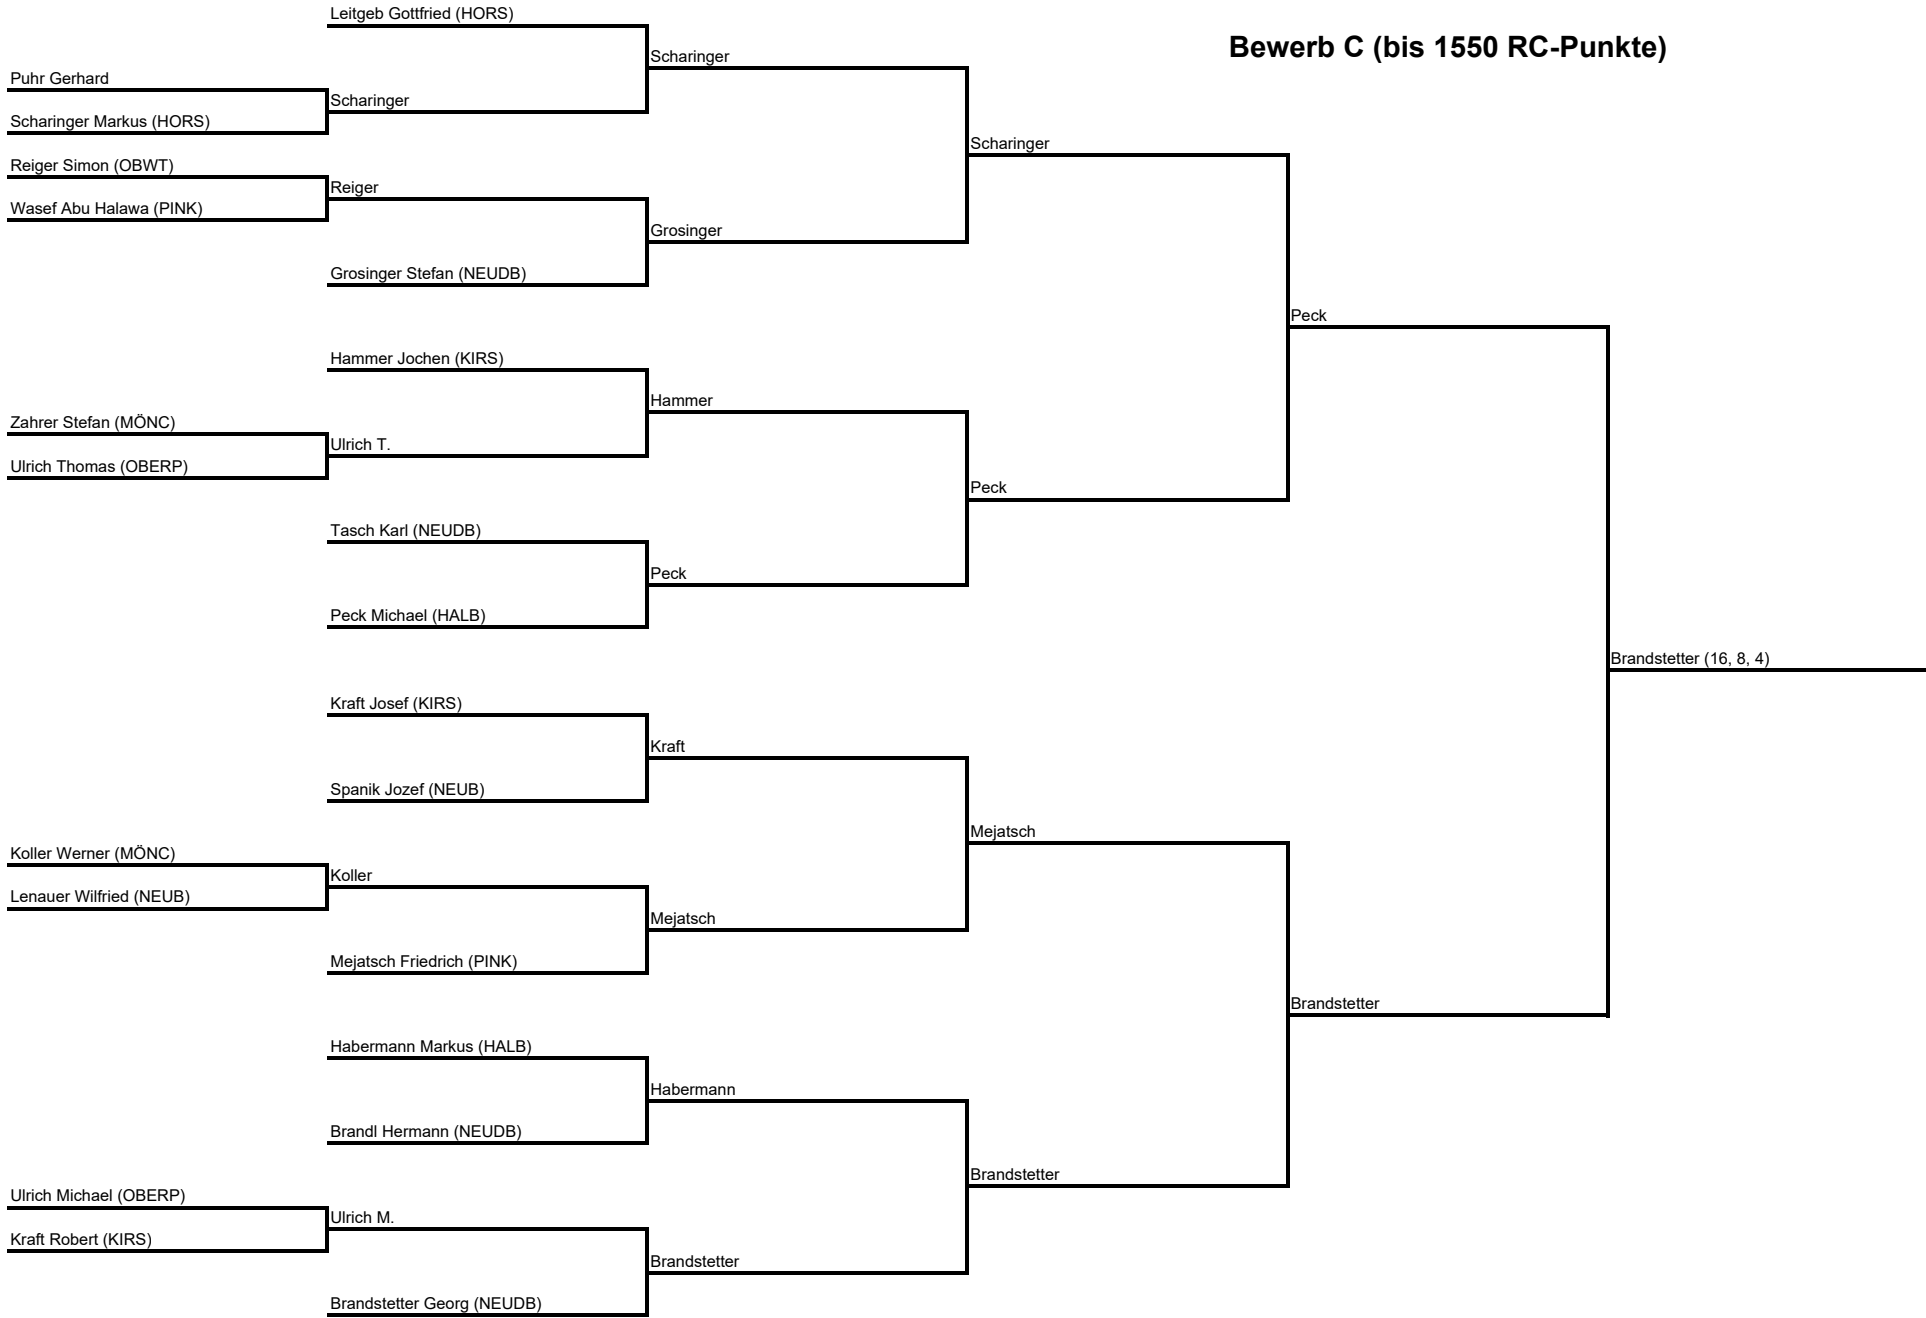 Leitgeb Gottfried (HORS)
Bewerb C (bis 1550 RC-Punkte)
Scharinger
Puhr Gerhard
Scharinger
Scharinger Markus (HORS)
Scharinger
Reiger Simon (OBWT)
Reiger
Wasef Abu Halawa (PINK)
Grosinger
Grosinger Stefan (NEUDB)
Peck
Hammer Jochen (KIRS)
Hammer
Zahrer Stefan (MÖNC)
Ulrich T.
Ulrich Thomas (OBERP)
Peck
Tasch Karl (NEUDB)
Peck
Peck Michael (HALB)
Brandstetter (16, 8, 4)
Kraft Josef (KIRS)
Kraft
Spanik Jozef (NEUB)
Mejatsch
Koller Werner (MÖNC)
Koller
Lenauer Wilfried (NEUB)
Mejatsch
Mejatsch Friedrich (PINK)
Brandstetter
Habermann Markus (HALB)
Habermann
Brandl Hermann (NEUDB)
Brandstetter
Ulrich Michael (OBERP)
Ulrich M.
Kraft Robert (KIRS)
Brandstetter
Brandstetter Georg (NEUDB)